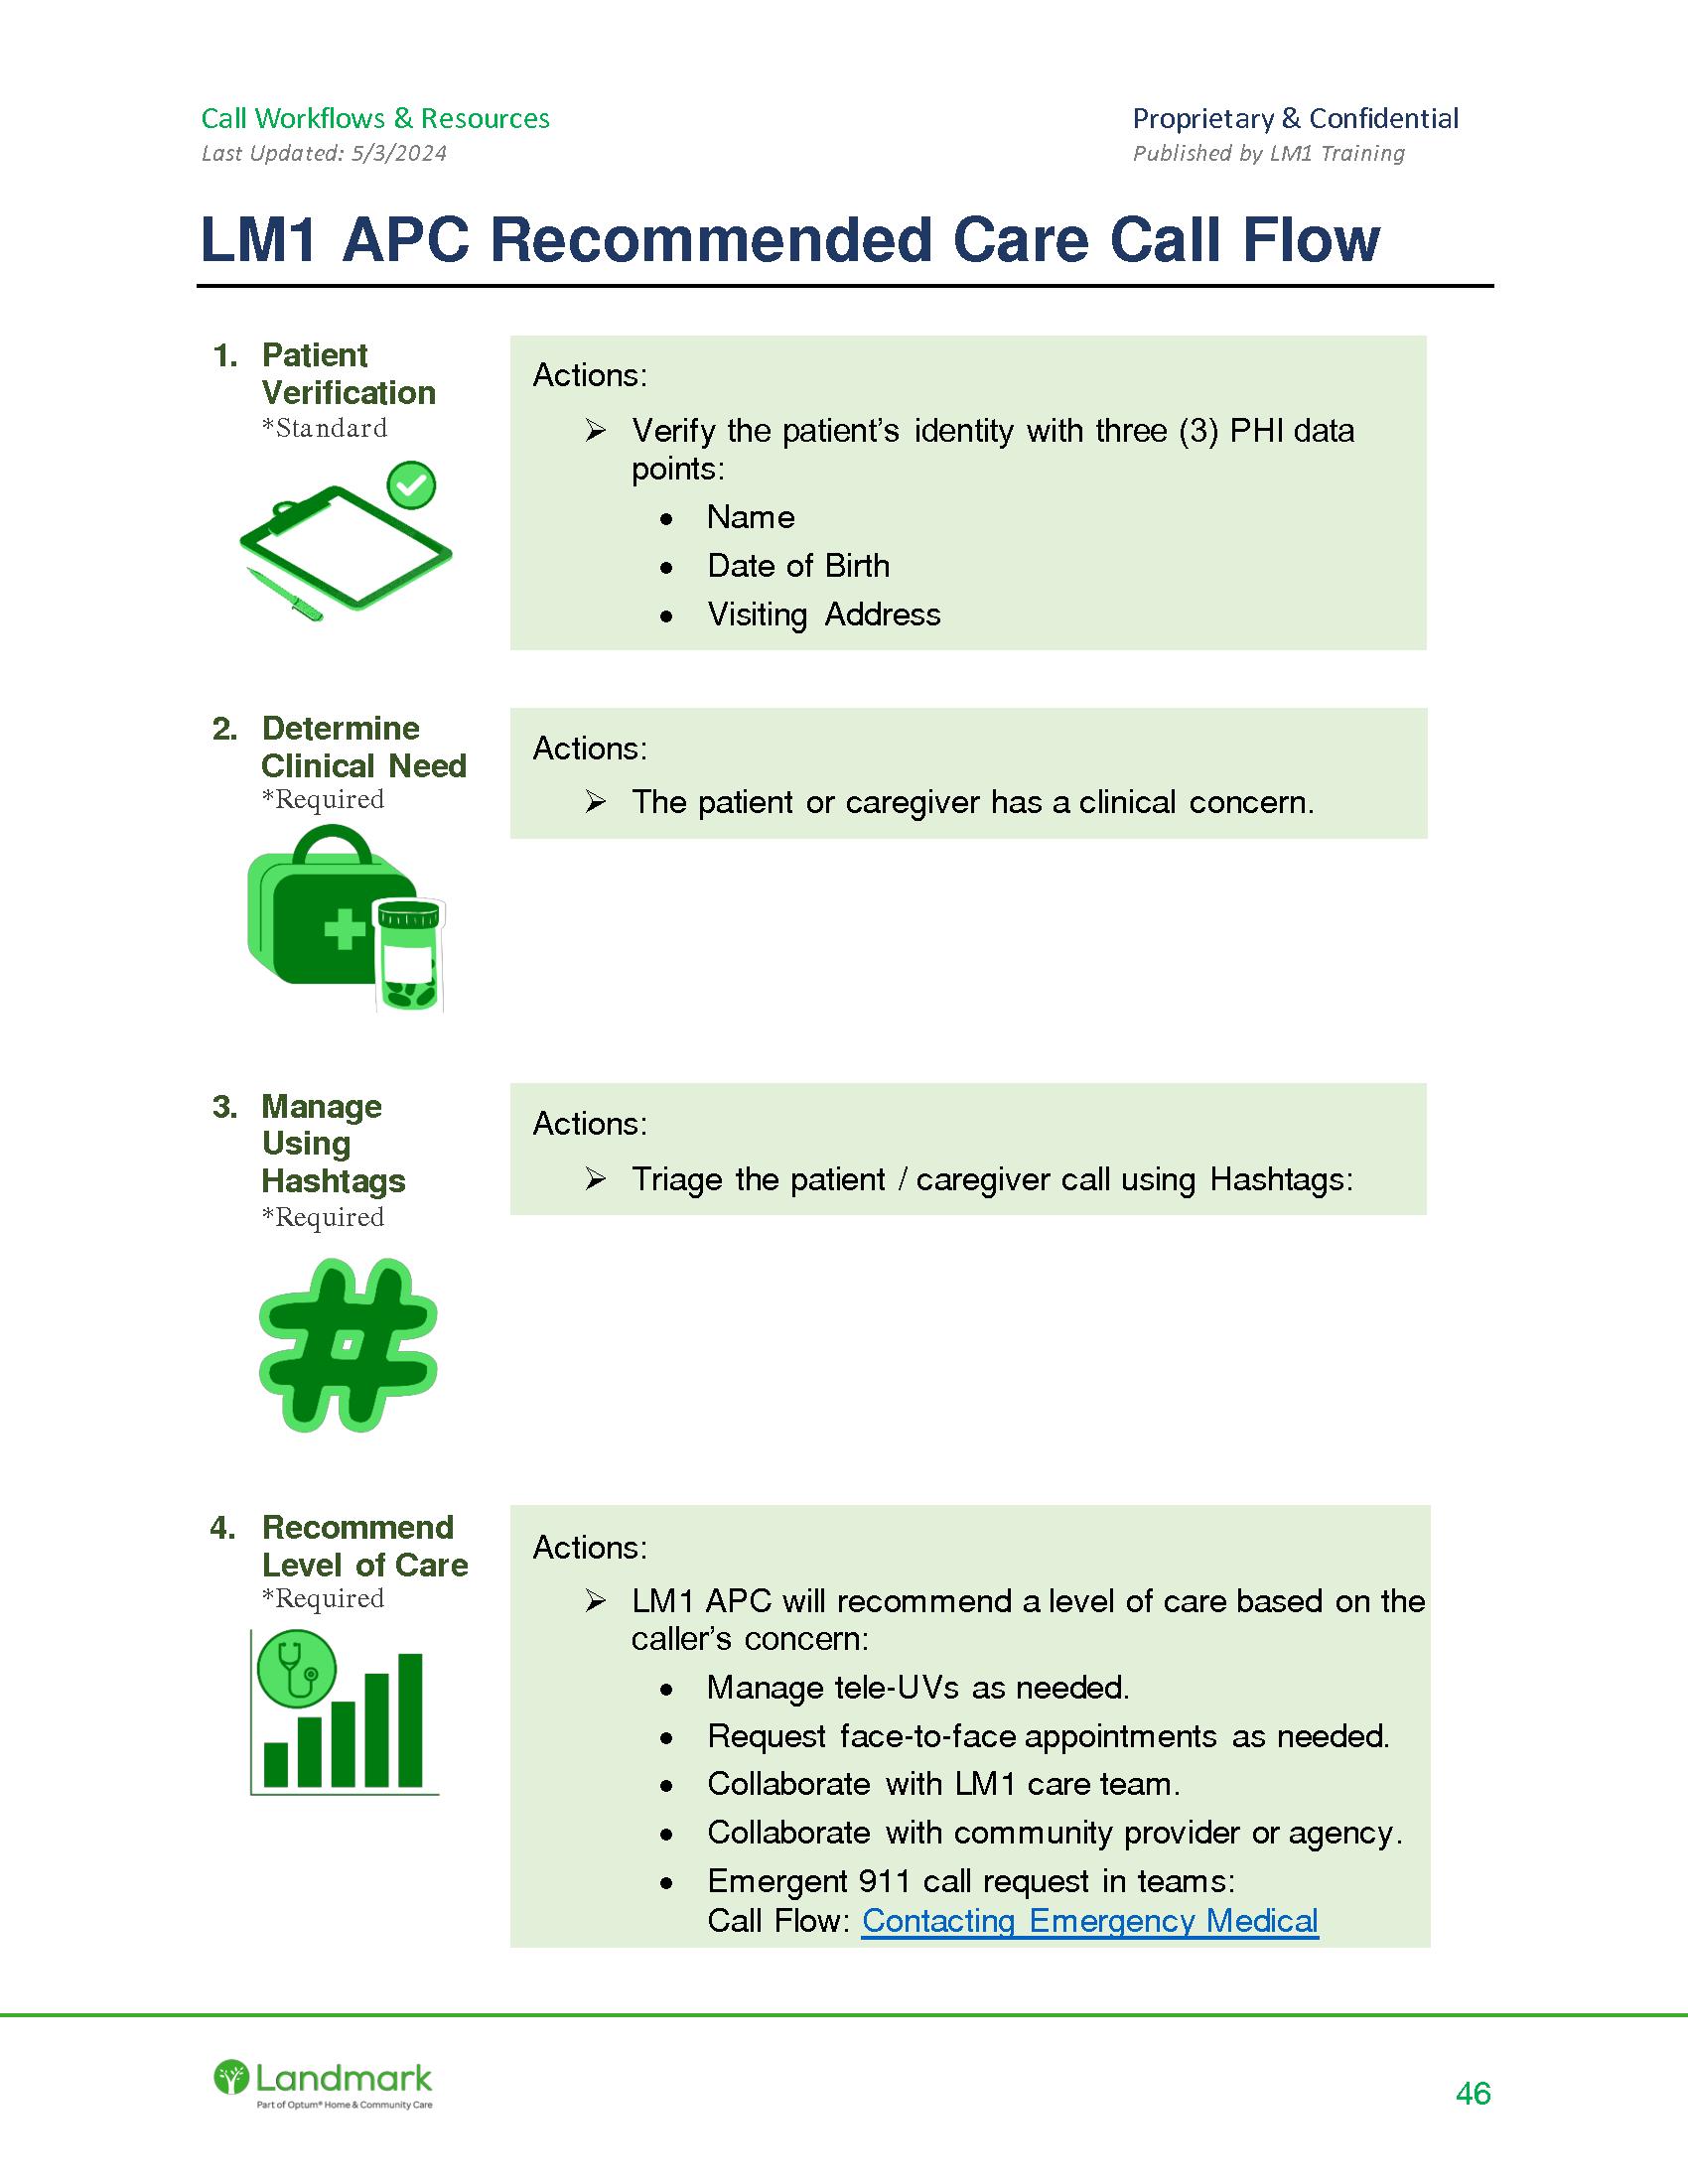 Call Workflows & Resources
Proprietary & Confidential
Last Updated: 5/3/2024
Published by LM1 Training
LM1 APC Recommended Care Call Flow
1. Patient
Verification
*Standard
Actions:
➢ Verify the patient’s identity with three (3) PHI data
points:
• Name
• Date of Birth
• Visiting Address
2. Determine
Clinical Need
*Required
Actions:
➢ The patient or caregiver has a clinical concern.
3. Manage
Using
Hashtags
*Required
Actions:
➢ Triage the patient / caregiver call using Hashtags:
#
4. Recommend
Level of Care
*Required
Actions:
➢ LM1 APC will recommend a level of care based on the
caller’s concern:
• Manage tele-UVs as needed.
• Request face-to-face appointments as needed.
• Collaborate with LM1 care team.
• Collaborate with community provider or agency.
• Emergent 911 call request in teams:
Call Flow: Contacting Emergency Medical
Landmark
Part of Optum® Home & Community Care
46